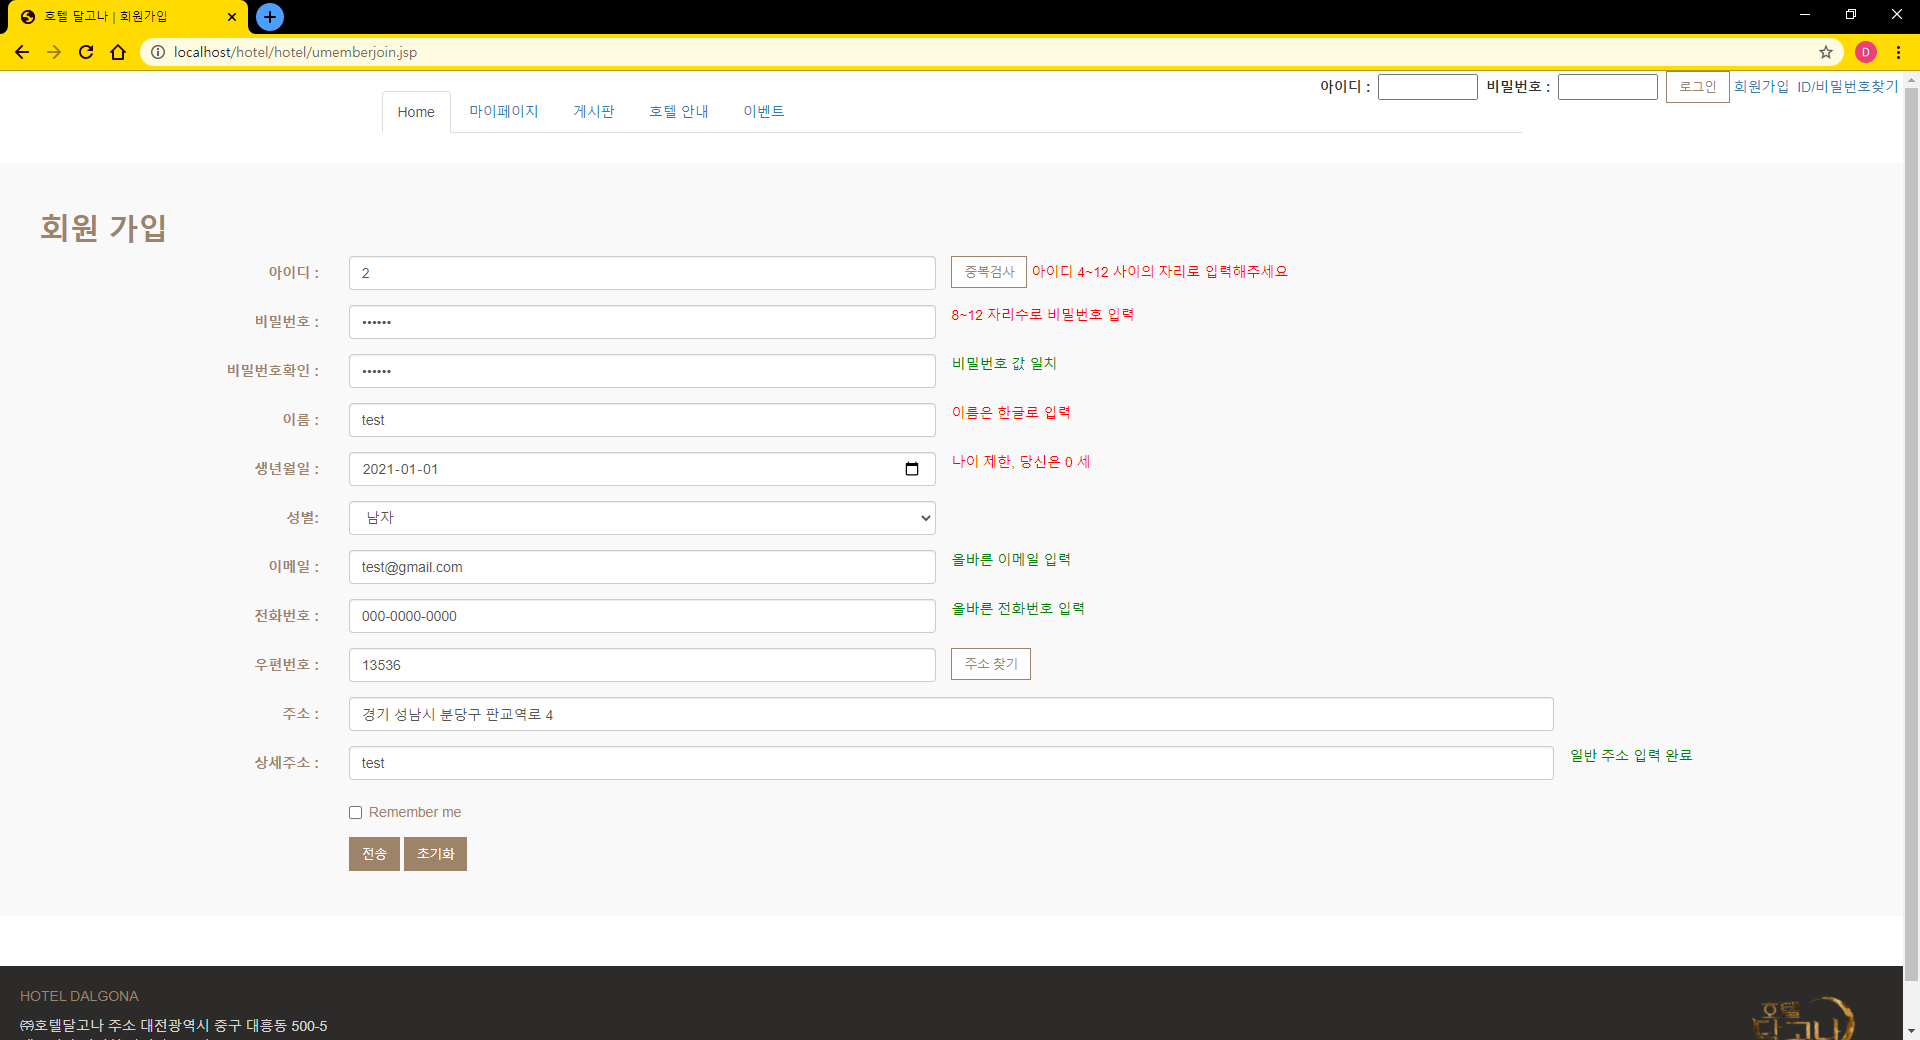 호텔 달고나 | 회원가입
localhost/hotel/hotel/umemberjoin.jsp
D
아이디 : 비밀번호 : 로그인 회원가입 ID/비밀번호찾기
Home 마이페이지 게시판 호텔 안내 이벤트
회원 가입
아이디 : 2 중복검사 아이디 4~12 사이의 자리로 입력해주세요
비밀번호 : •••••• 8~12 자리수로 비밀번호 입력
비밀번호확인 : •••••• 비밀번호 값 일치
이름 : test 이름은 한글로 입력
생년월일 : 2021-01-01 나이 제한, 당신은 0 세
성별: 남자
이메일 : test@gmail.com 올바른 이메일 입력
전화번호 : 000-0000-0000 올바른 전화번호 입력
우편번호 : 13536 주소 찾기
주소 : 경기 성남시 분당구 판교역로 4
상세주소 : test 일반 주소 입력 완료
Remember me
전송 초기화
HOTEL DALGONA
㈜호텔달고나 주소 대전광역시 중구 대흥동 500-5
호텔
달고나